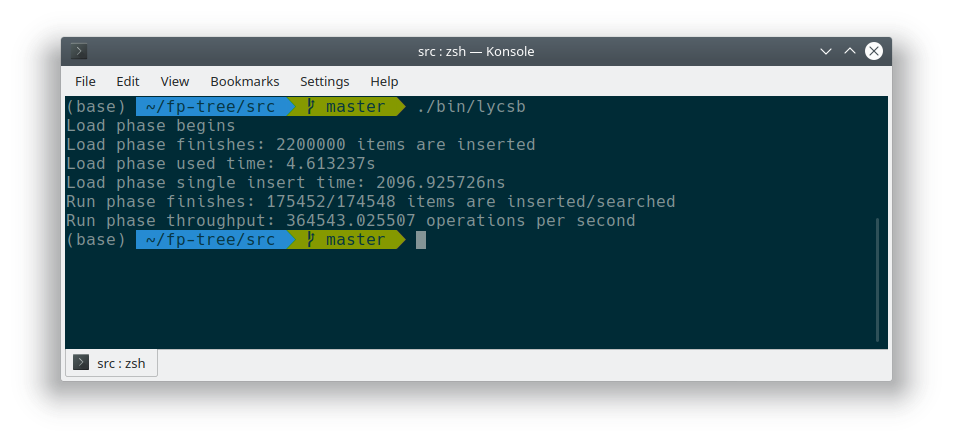 src : zsh — Konsole
File Edit View Bookmarks Settings Help
(base) ~/fp-tree/src master ./bin/lycsb
Load phase begins
Load phase finishes: 2200000 items are inserted
Load phase used time: 4.613237s
Load phase single insert time: 2096.925726ns
Run phase finishes: 175452/174548 items are inserted/searched
Run phase throughput: 364543.025507 operations per second
(base) ~/fp-tree/src master
src : zsh